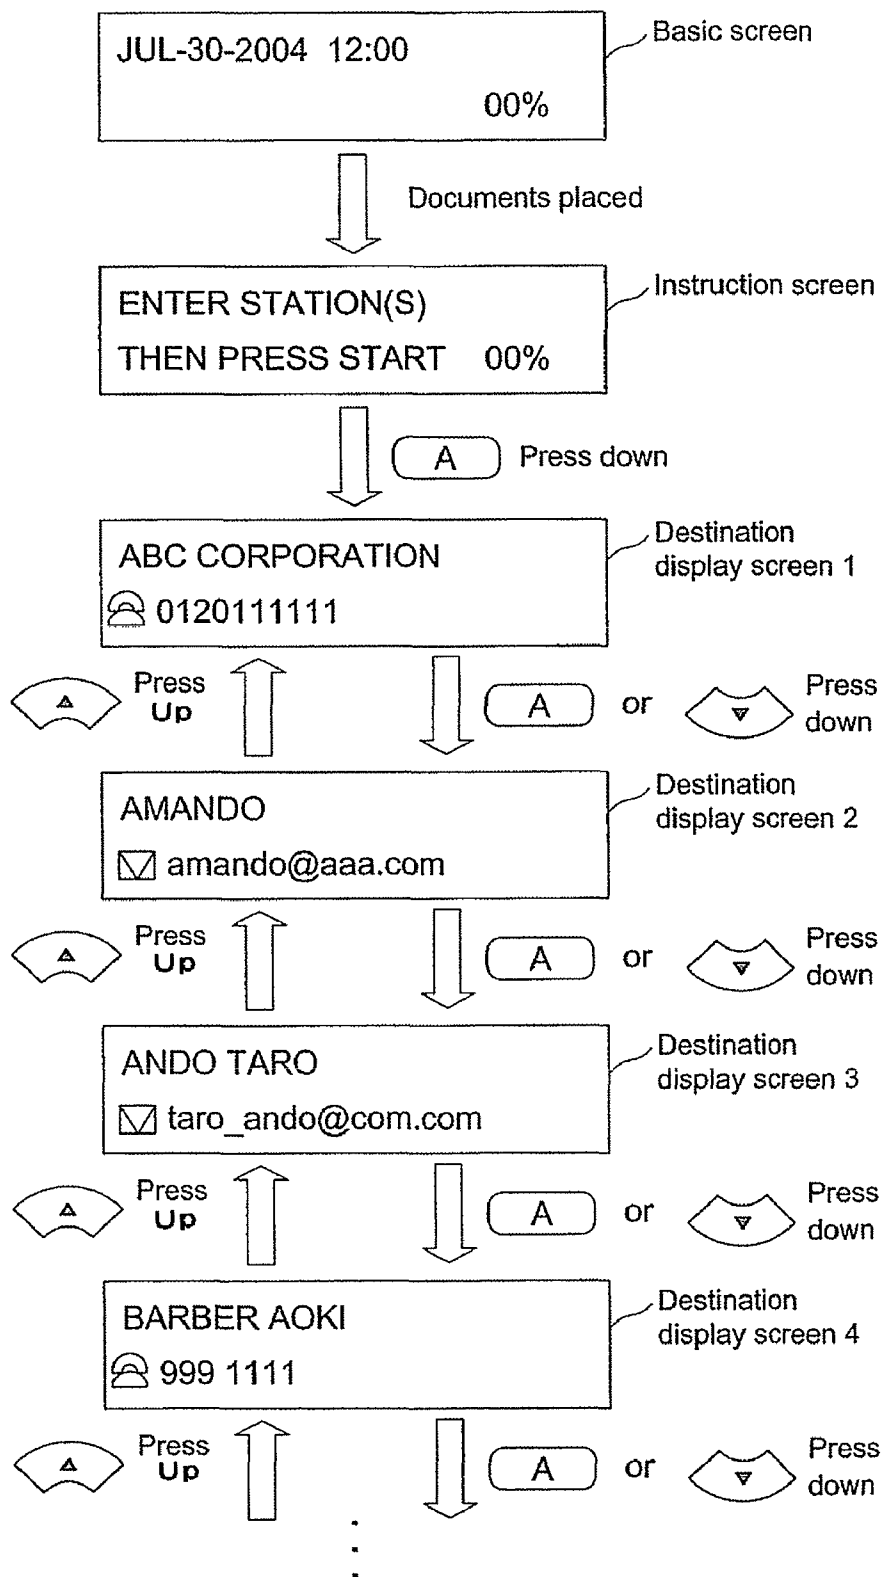 JUL-30-2004 12:00
00%
Basic screen
Documents placed
ENTER STATION(S)
THEN PRESS START 00%
Instruction screen
A Press down
ABC CORPORATION
0120111111
Destination
display screen 1
Press
Up
A or
Press
down
AMANDO
amando@aaa.com
Destination
display screen 2
Press
Up
A or
Press
down
ANDO TARO
taro_ando@com.com
Destination
display screen 3
Press
Up
A or
Press
down
BARBER AOKI
999 1111
Destination
display screen 4
Press
Up
A or
Press
down